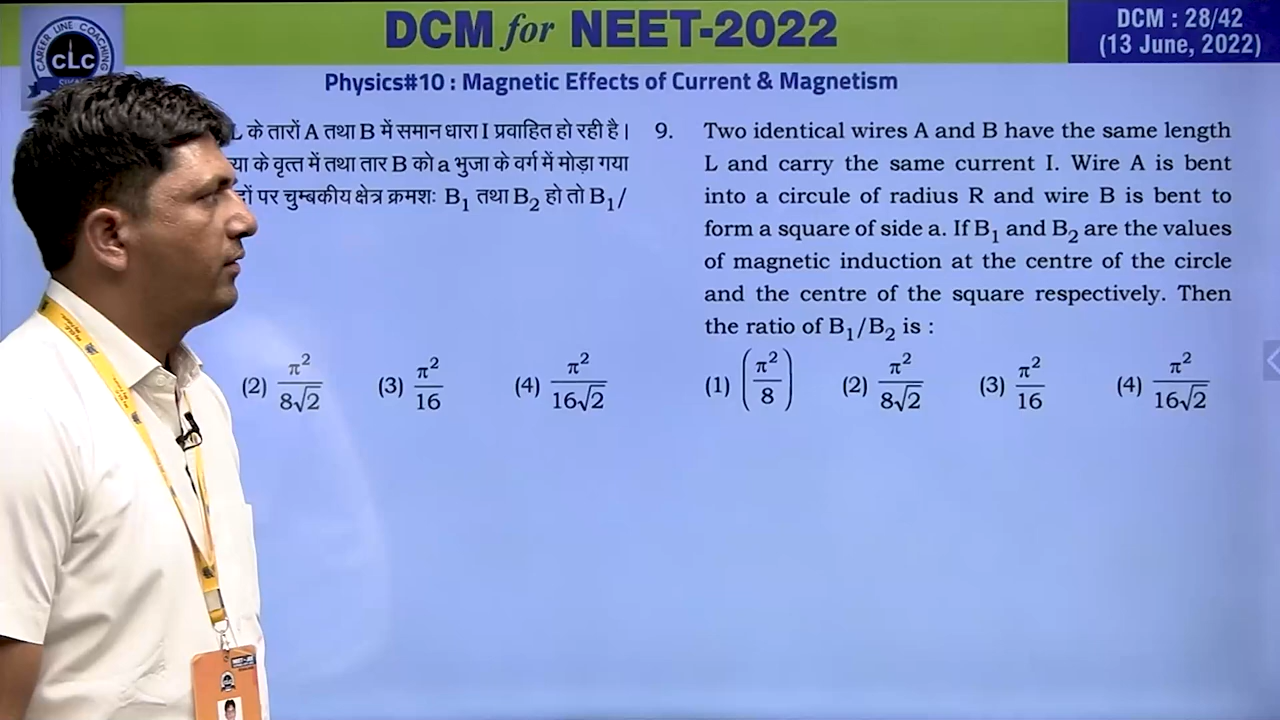 DCM for NEET-2022
DCM : 28/42
(13 June, 2022)
CAREER LINE COACHING
CLC
Physics#10 : Magnetic Effects of Current & Magnetism
L के तारों A तथा B में समान धारा I प्रवाहित हो रही है।
के वृत्त में तथा तार B को a भुजा के वर्ग में मोड़ा गया
पर चुम्बकीय क्षेत्र क्रमशः B₁ तथा B₂ हो तो B₁/
(2) π²/8√2 (3) π²/16 (4) π²/16√2
9. Two identical wires A and B have the same length
L and carry the same current I. Wire A is bent
into a circule of radius R and wire B is bent to
form a square of side a. If B₁ and B₂ are the values
of magnetic induction at the centre of the circle
and the centre of the square respectively. Then
the ratio of B₁/B₂ is :
(1) (π²/8) (2) π²/8√2 (3) π²/16 (4) π²/16√2